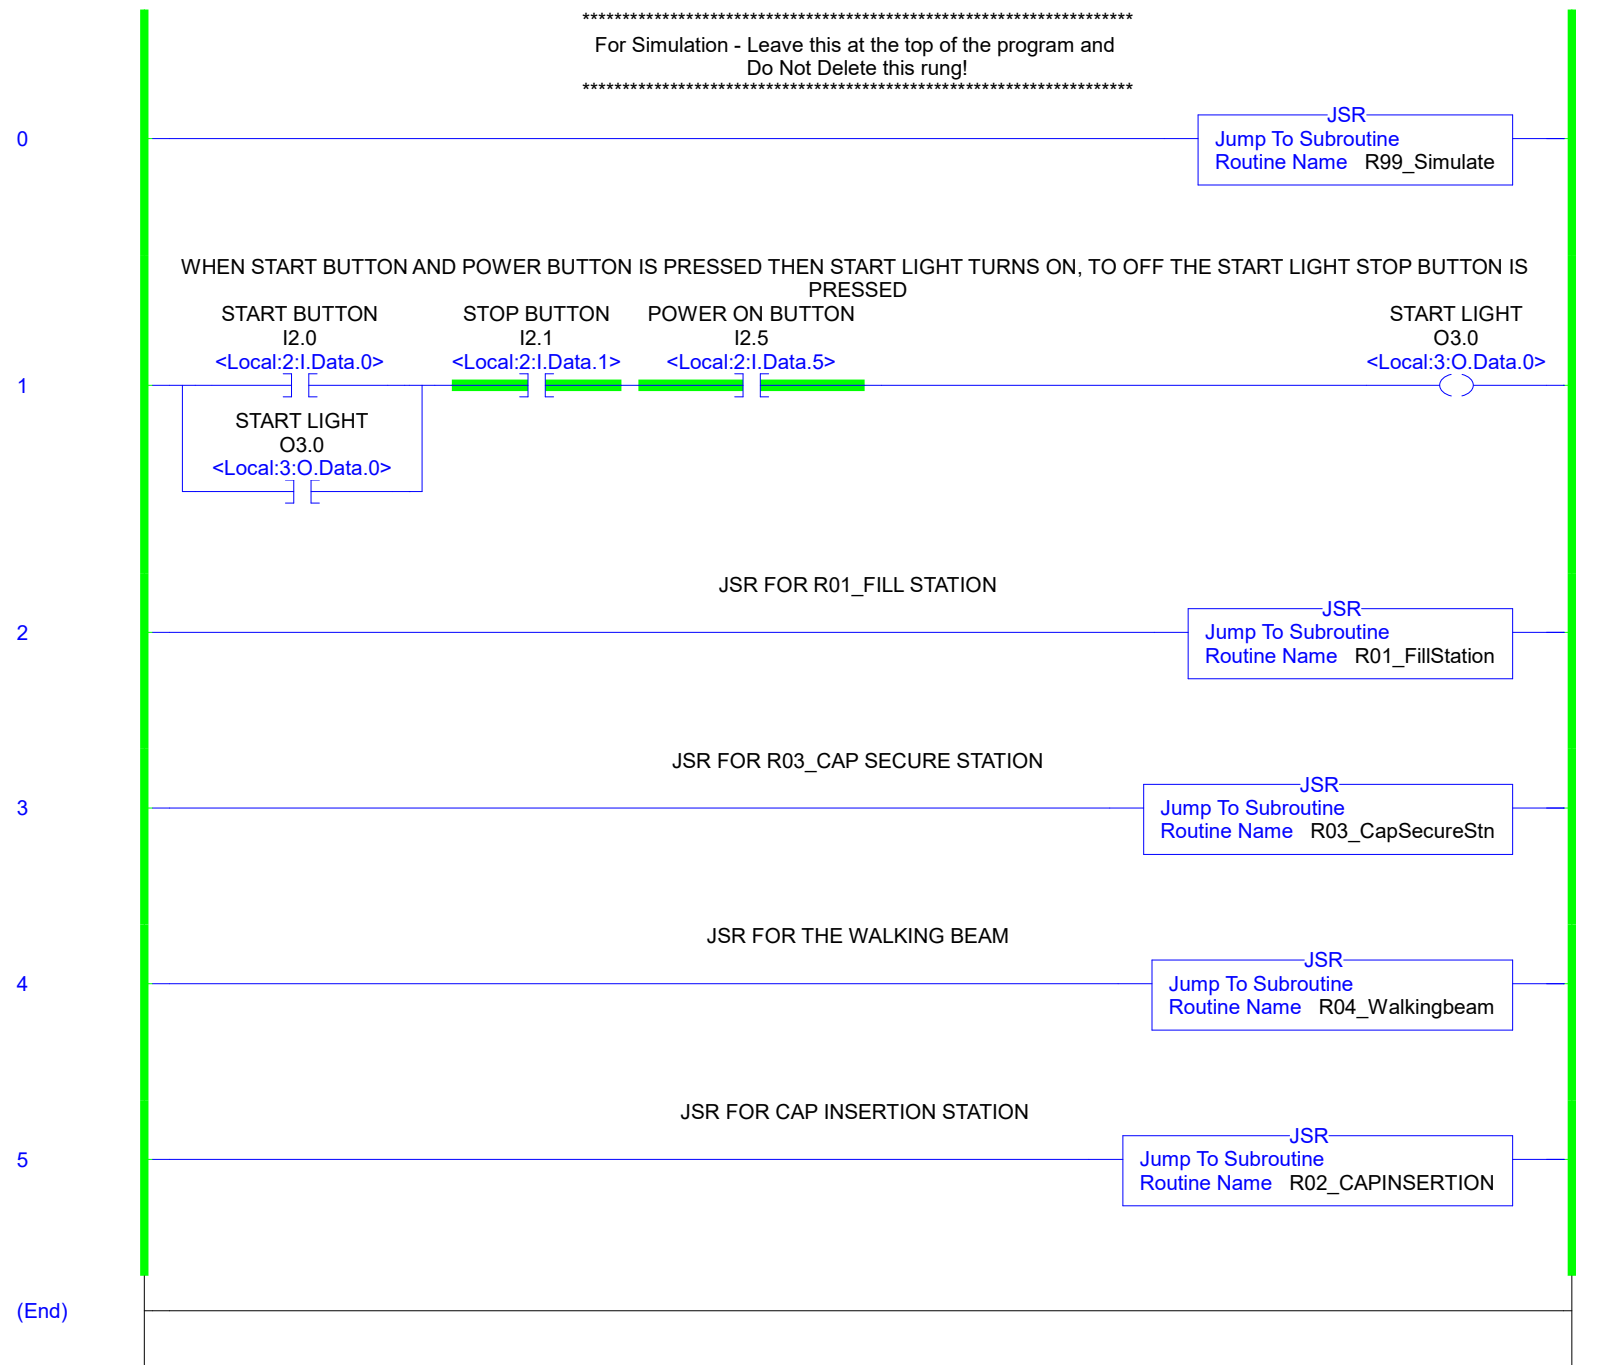 *********************************************************************
For Simulation - Leave this at the top of the program and
Do Not Delete this rung!
*********************************************************************
JSR
0
Jump To Subroutine
Routine Name R99_Simulate
WHEN START BUTTON AND POWER BUTTON IS PRESSED THEN START LIGHT TURNS ON, TO OFF THE START LIGHT STOP BUTTON IS
PRESSED
START BUTTON STOP BUTTON POWER ON BUTTON START LIGHT
I2.0 I2.1 I2.5 O3.0
<Local:2:I.Data.0> <Local:2:I.Data.1> <Local:2:I.Data.5> <Local:3:O.Data.0>
1
START LIGHT
O3.0
<Local:3:O.Data.0>
JSR FOR R01_FILL STATION
JSR
2
Jump To Subroutine
Routine Name R01_FillStation
JSR FOR R03_CAP SECURE STATION
JSR
3
Jump To Subroutine
Routine Name R03_CapSecureStn
JSR FOR THE WALKING BEAM
JSR
4
Jump To Subroutine
Routine Name R04_Walkingbeam
JSR FOR CAP INSERTION STATION
JSR
5
Jump To Subroutine
Routine Name R02_CAPINSERTION
(End)